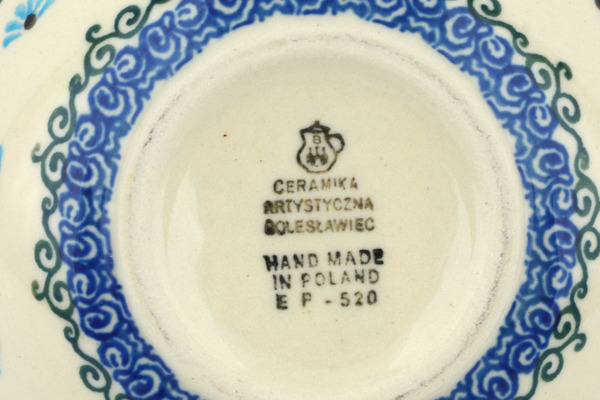 B
CERAMIKA
ARTYSTYCZNA
BOLESŁAWIEC
HAND MADE
IN POLAND
E P - 520